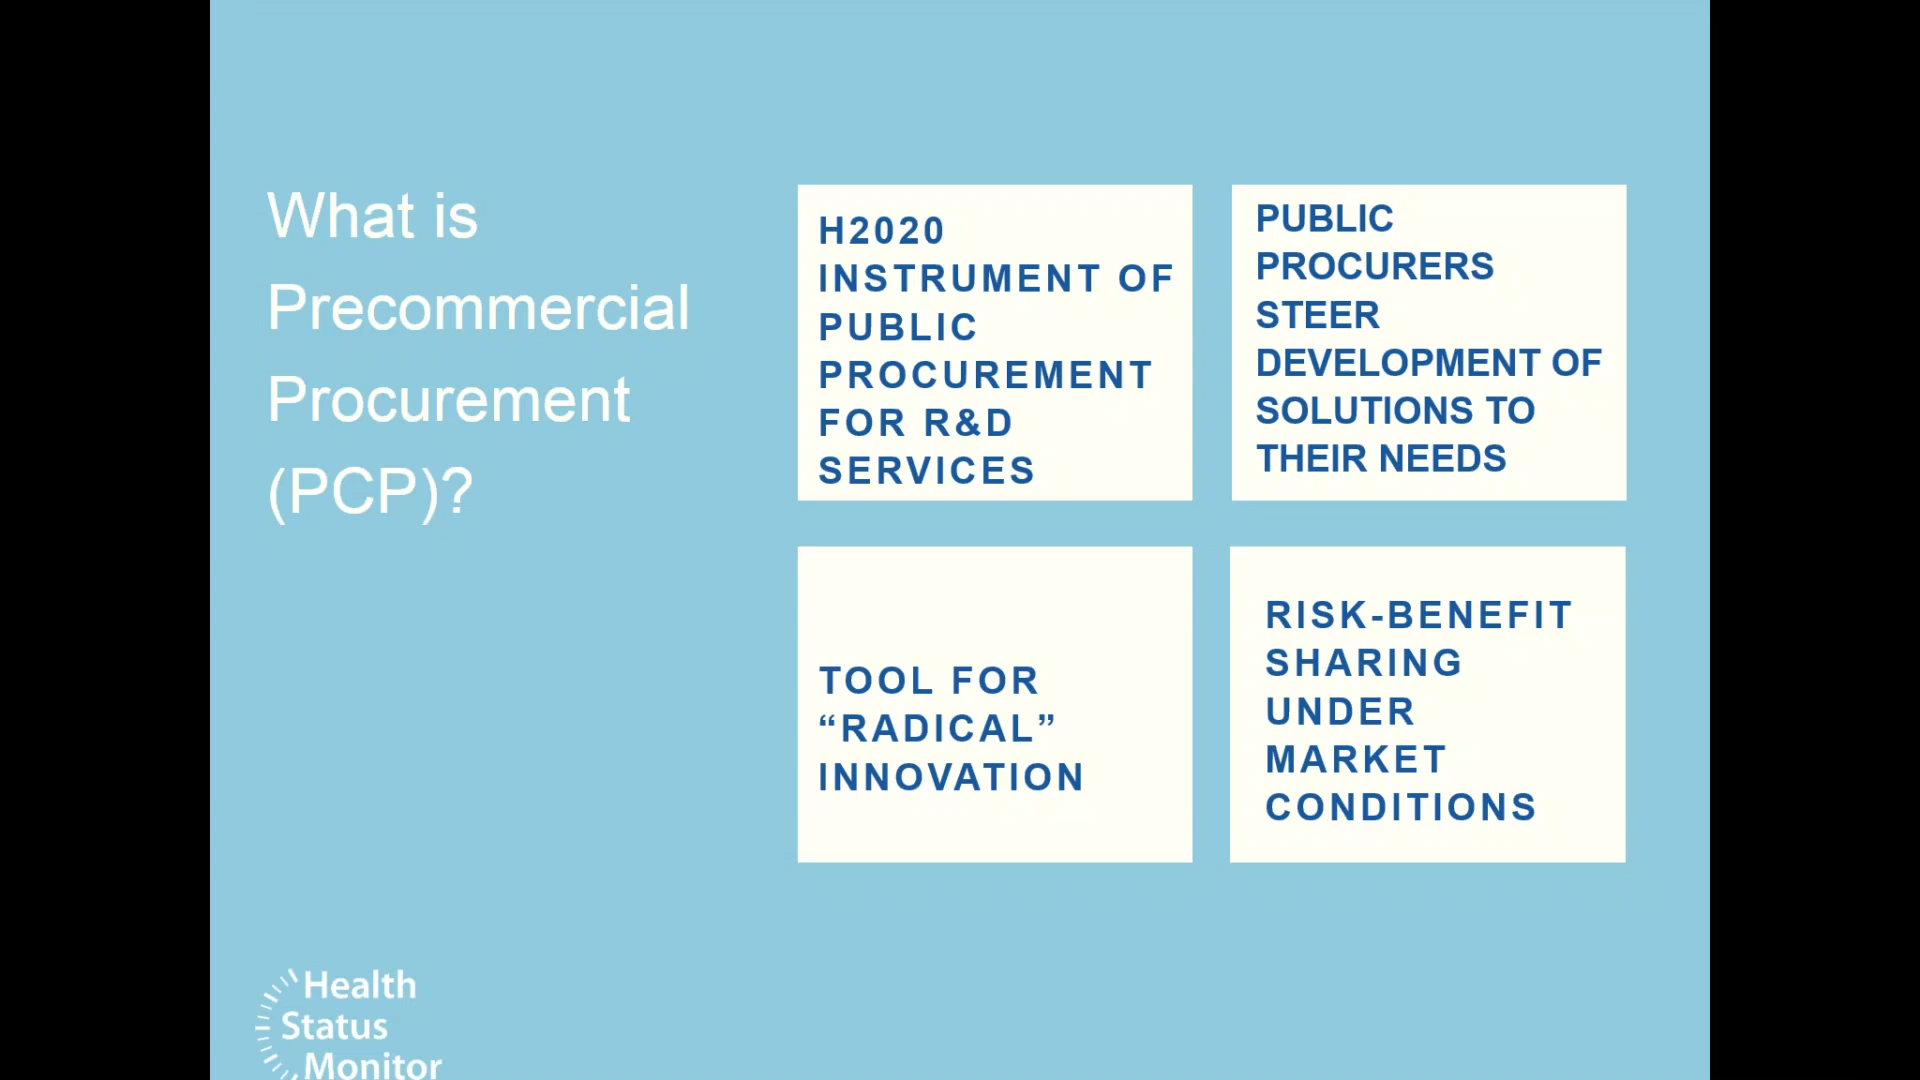 What is
Precommercial
Procurement
(PCP)?
H2020
INSTRUMENT OF
PUBLIC
PROCUREMENT
FOR R&D
SERVICES
PUBLIC
PROCURERS
STEER
DEVELOPMENT OF
SOLUTIONS TO
THEIR NEEDS
TOOL FOR
“RADICAL”
INNOVATION
RISK-BENEFIT
SHARING
UNDER
MARKET
CONDITIONS
Health
Status
Monitor